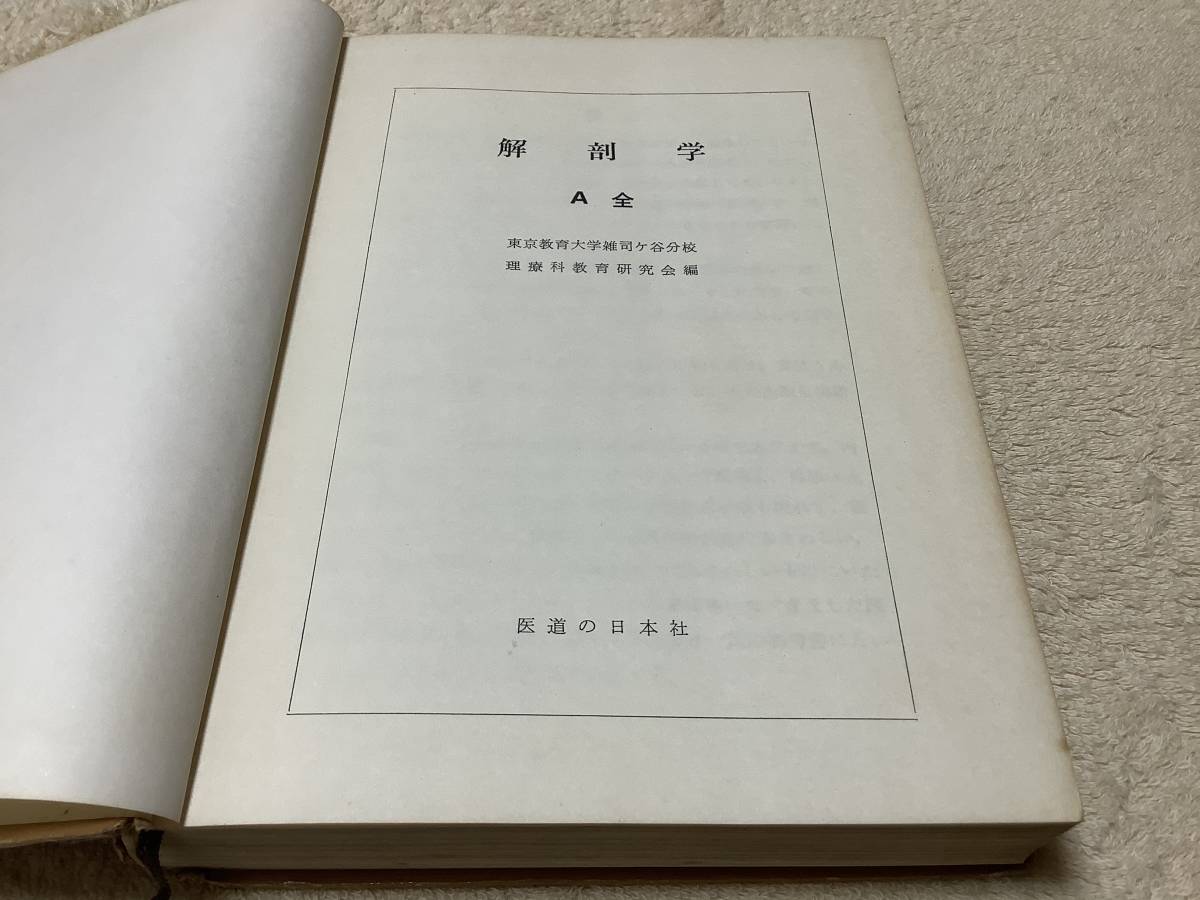 解剖学
A全
東京教育大学雑司ケ谷分校
理療科教育研究会編
医道の日本社